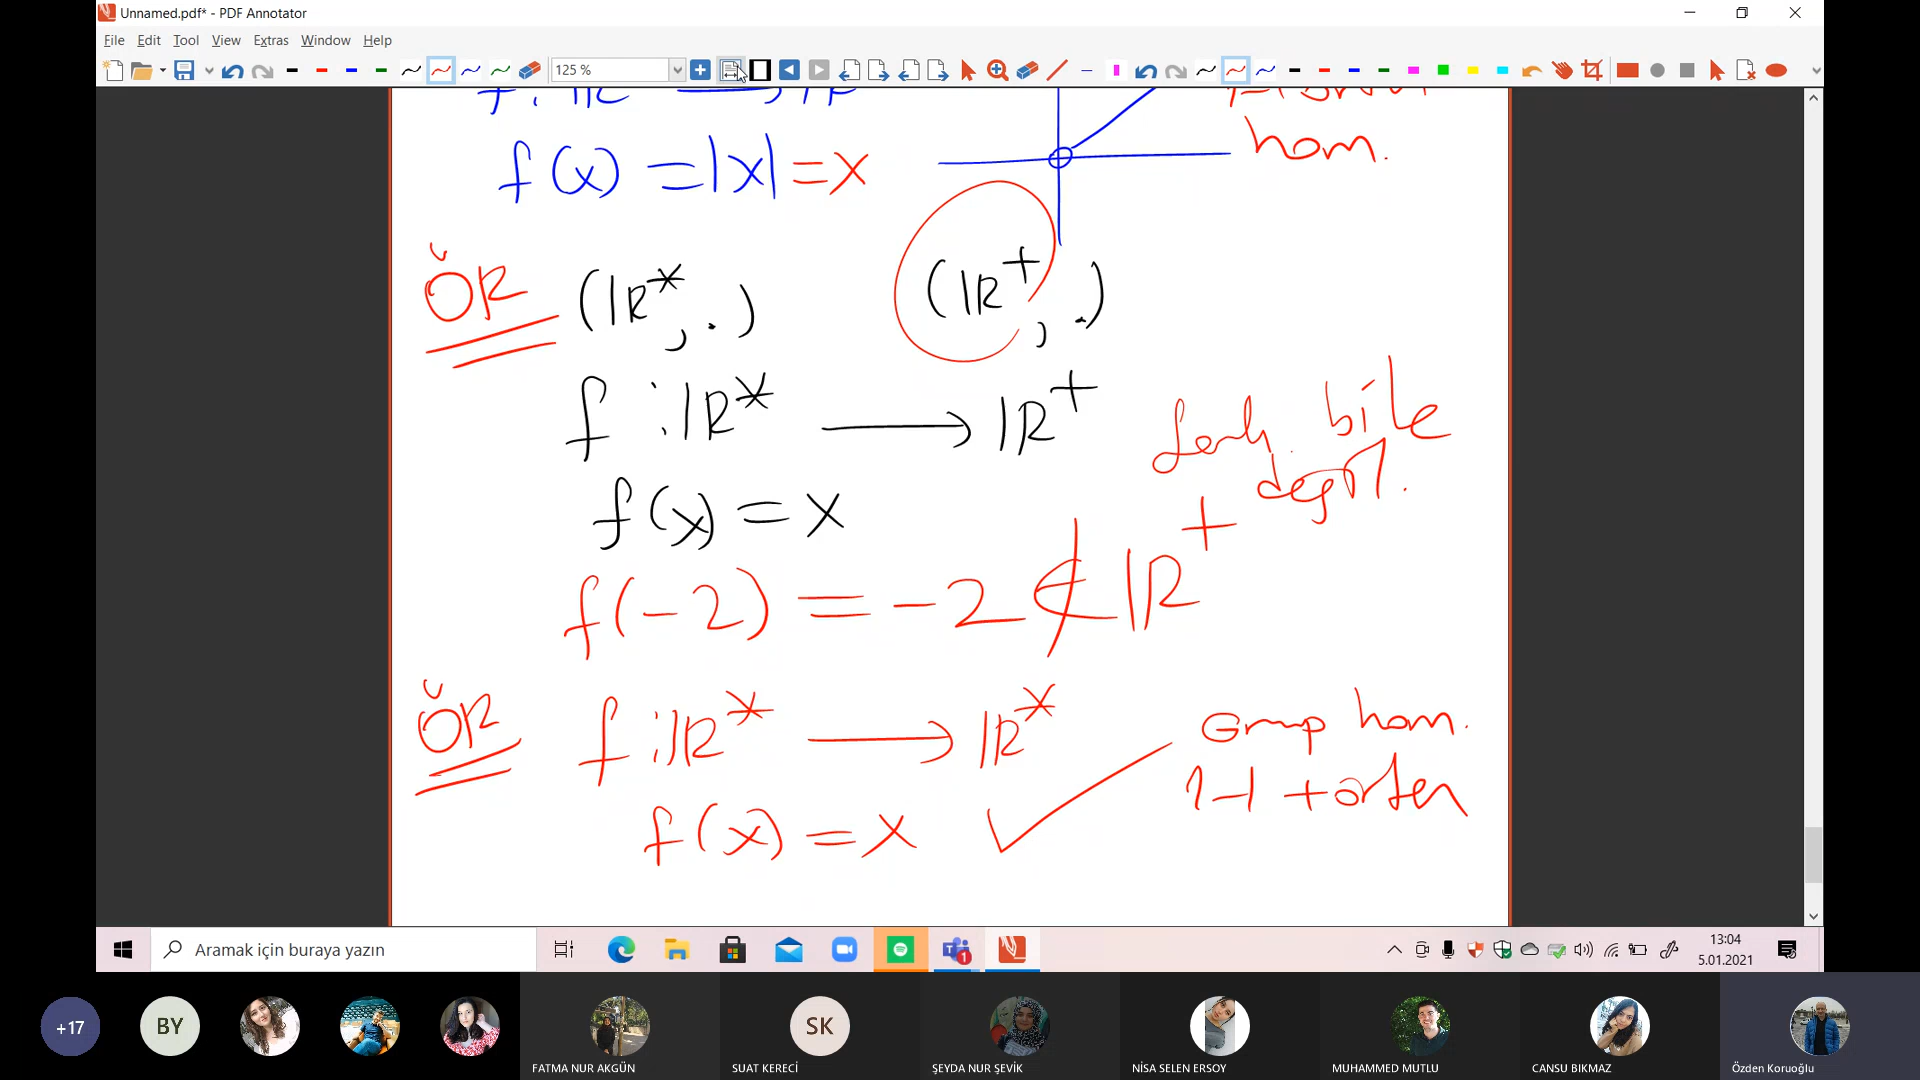 Unnamed.pdf* - PDF Annotator
File Edit Tool View Extras Window Help
125 %
f(x) = |x| = x
hom.
ÖR (IR*, .) (IR+, .)
f : IR* → IR+
bile
değil.
f(x) = x
f(-2) = -2 ∉ IR+
ÖR f : IR* → IR*
Grup hom.
1-1 + örten
f(x) = x
Aramak için buraya yazın
1
13:04
5.01.2021
+17
BY
SK
FATMA NUR AKGÜN
SUAT KERECİ
ŞEYDA NUR ŞEVİK
NİSA SELEN ERSOY
MUHAMMED MUTLU
CANSU BIKMAZ
Özden Koruoğlu